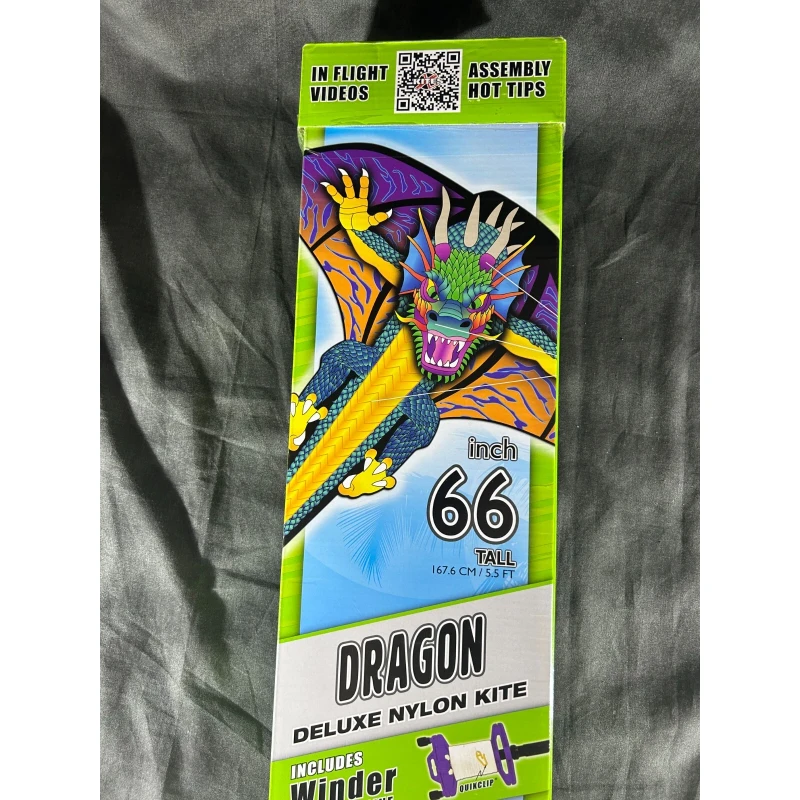 IN FLIGHT
VIDEOS
ASSEMBLY
HOT TIPS
inch
66
TALL
167.6 CM / 5.5 FT
DRAGON
DELUXE NYLON KITE
INCLUDES
Winder
QUIKCLIP